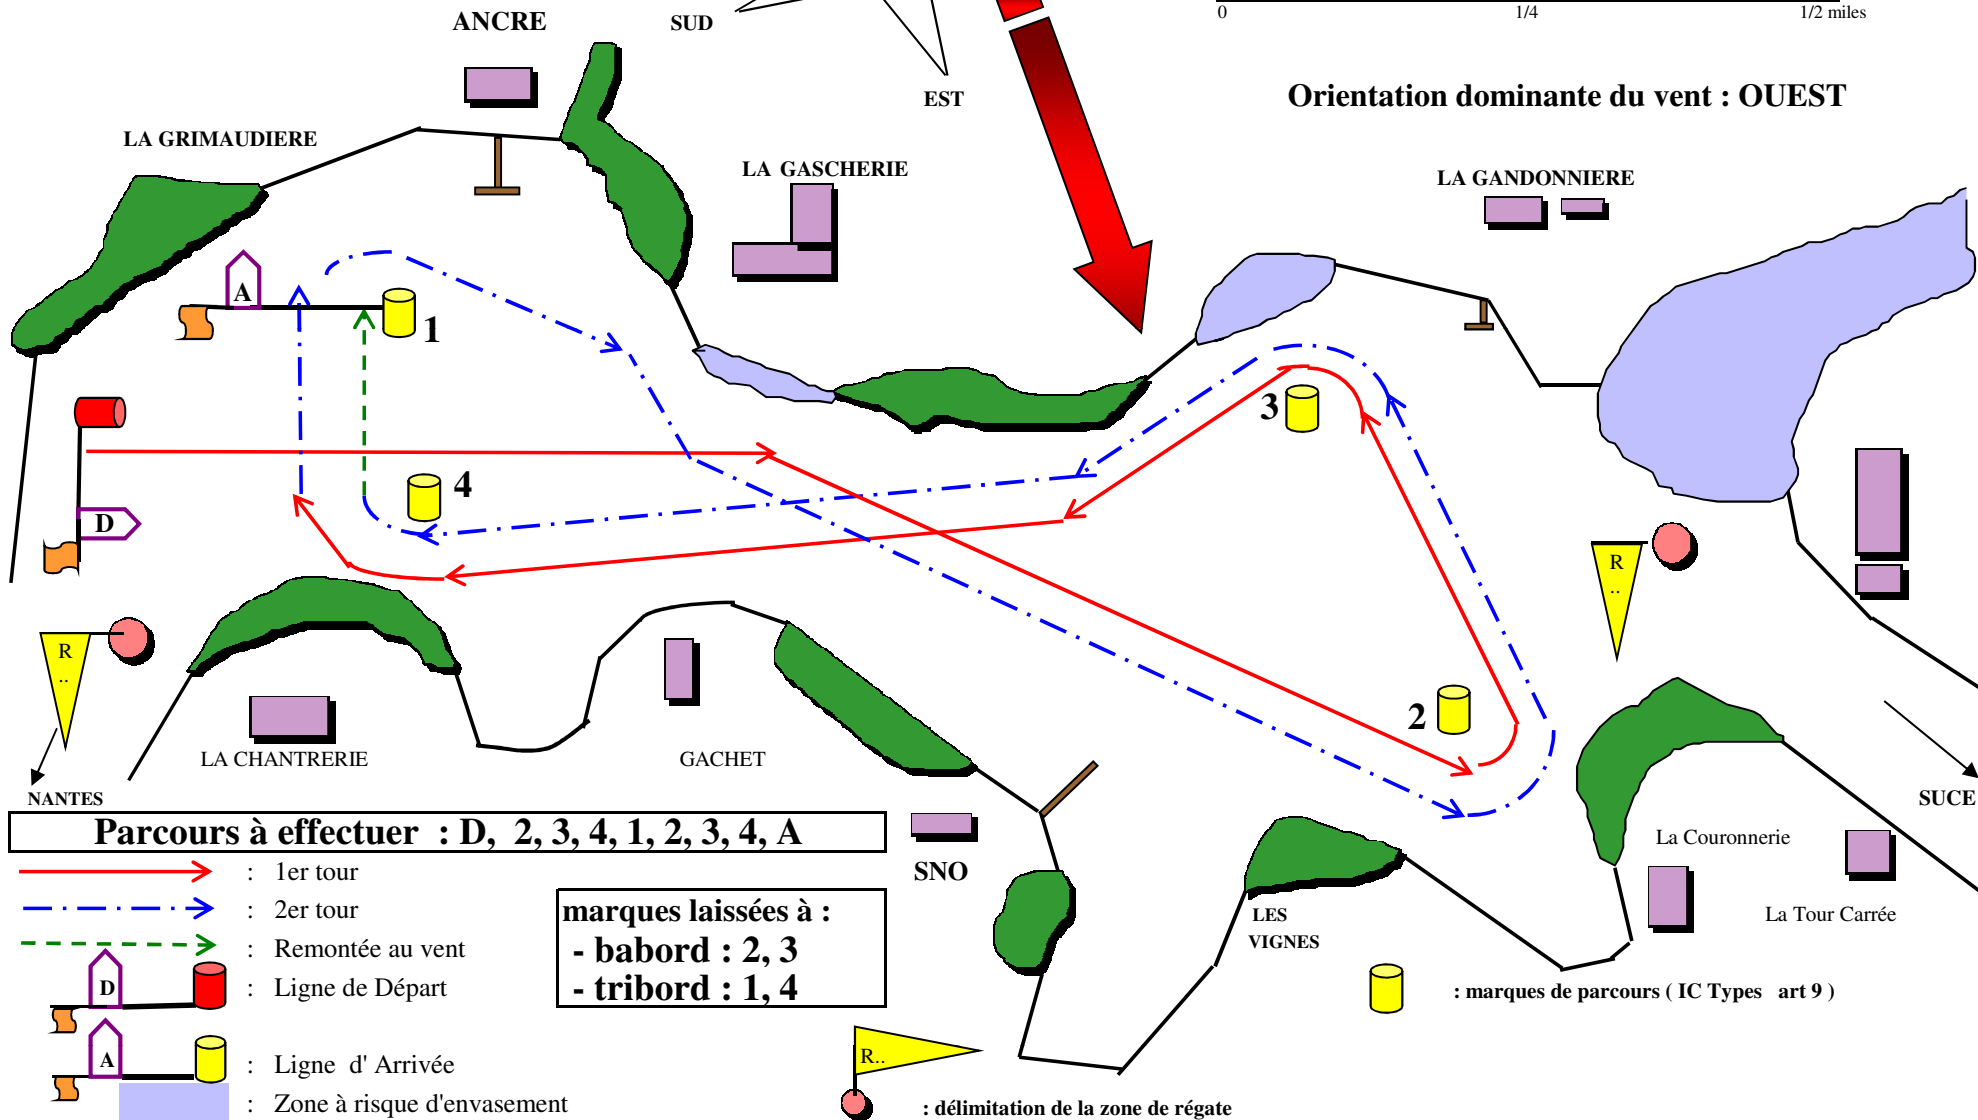 0 1/4 1/2 miles
ANCRE
SUD
EST
Orientation dominante du vent : OUEST
LA GRIMAUDIERE
LA GASCHERIE
LA GANDONNIERE
A
1
3
4
D
R
..
R
..
2
LA CHANTRERIE
GACHET
NANTES
SUCE
Parcours à effectuer : D, 2, 3, 4, 1, 2, 3, 4, A
SNO
La Couronnerie
La Tour Carrée
LES
VIGNES
: 1er tour
: 2er tour
: Remontée au vent
D : Ligne de Départ
A : Ligne d' Arrivée
: Zone à risque d'envasement
marques laissées à :
- babord : 2, 3
- tribord : 1, 4
: marques de parcours ( IC Types art 9 )
R..
: délimitation de la zone de régate